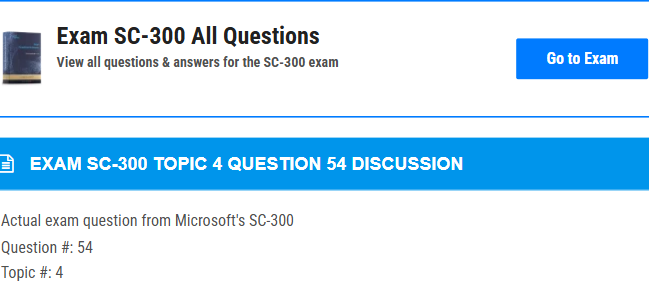 Exam SC-300 All Questions
View all questions & answers for the SC-300 exam
Go to Exam
EXAM SC-300 TOPIC 4 QUESTION 54 DISCUSSION
Actual exam question from Microsoft's SC-300
Question #: 54
Topic #: 4